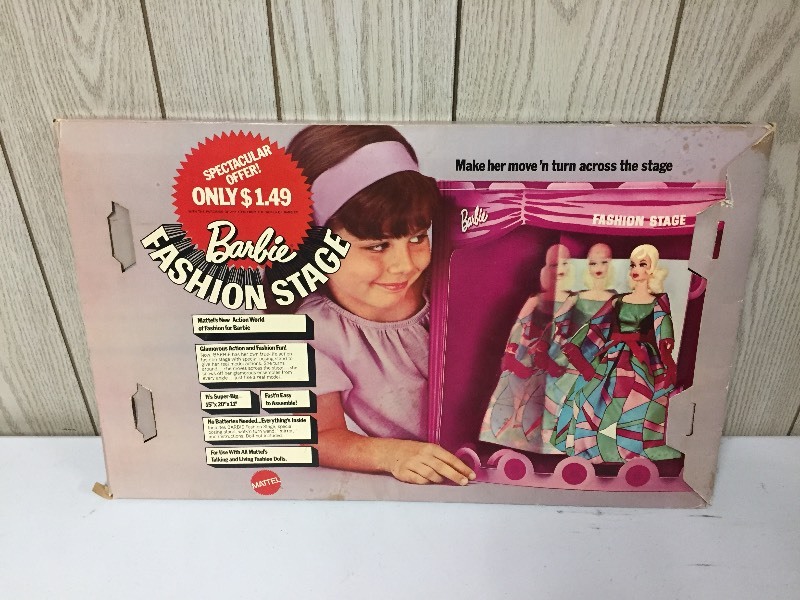 SPECTACULAR
OFFER!
ONLY $1.49
Barbie
FASHION STAGE
Make her move 'n turn across the stage
Barbie
FASHION STAGE
Mattel's New Action World
of Fashion for Barbie
Glamorous Action and Fashion Fun!
It's Super-Big
15"x 20"x 11"
Fast'n Easy
to Assemble!
No Batteries Needed...Everything's Inside
For Use With All Mattel's
Talking and Living Fashion Dolls.
MATTEL